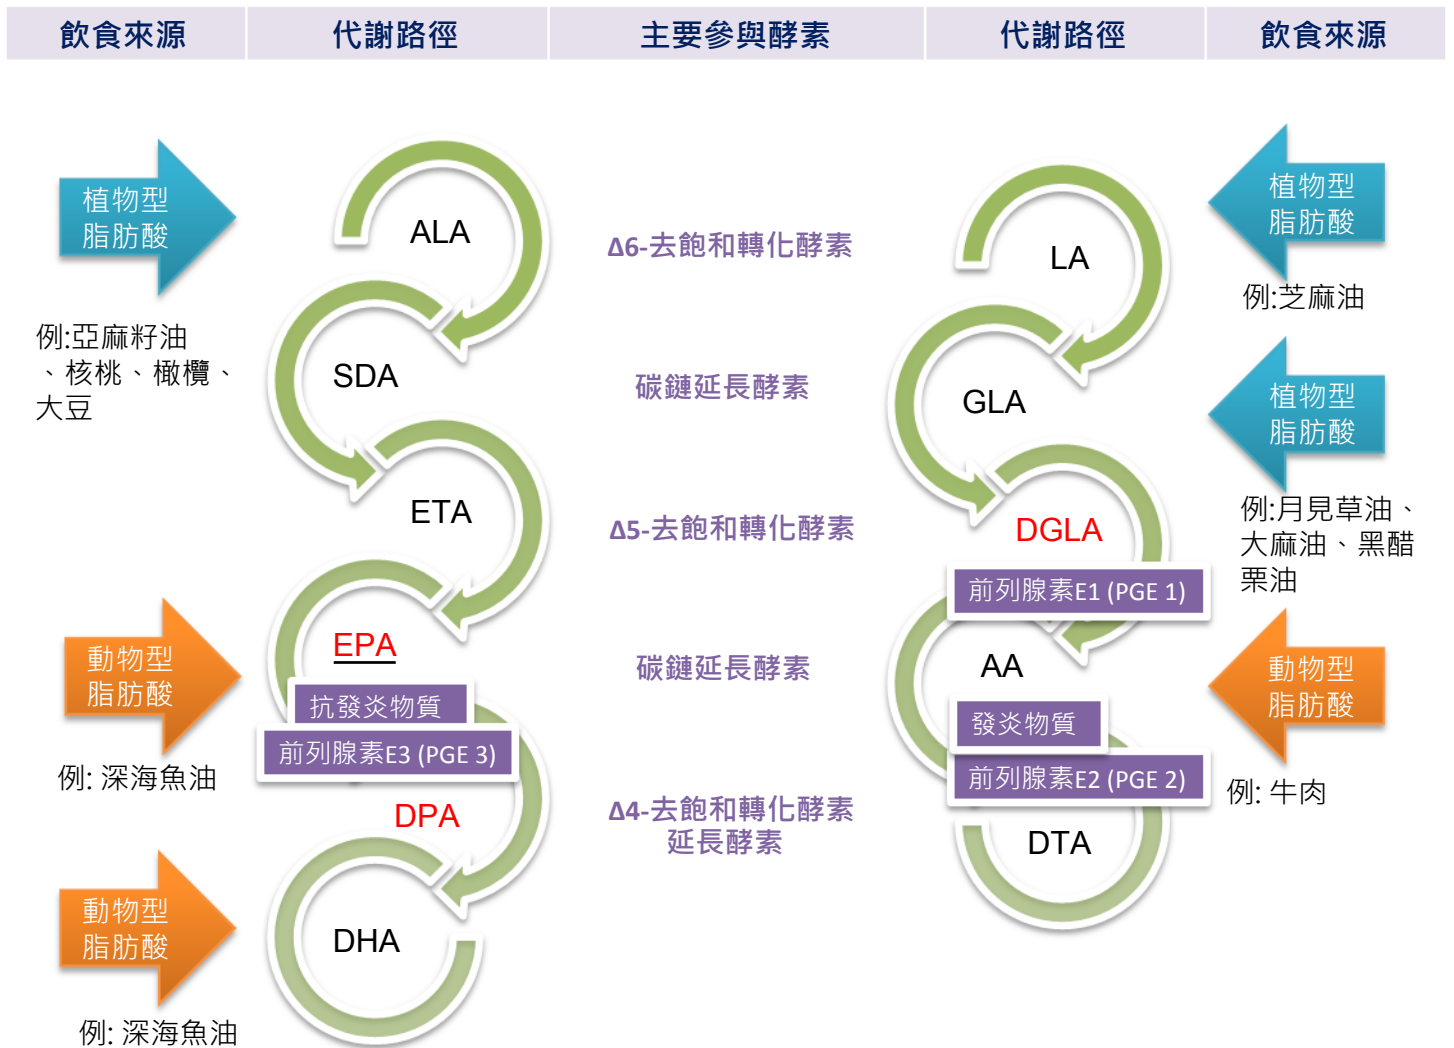 飲食來源
代謝路徑
主要參與酵素
代謝路徑
飲食來源
植物型
脂肪酸
例:亞麻籽油
、核桃、橄欖、
大豆
動物型
脂肪酸
例: 深海魚油
動物型
脂肪酸
例: 深海魚油
ALA
SDA
ETA
EPA
抗發炎物質
前列腺素E3 (PGE 3)
DPA
DHA
Δ6-去飽和轉化酵素
碳鏈延長酵素
Δ5-去飽和轉化酵素
碳鏈延長酵素
Δ4-去飽和轉化酵素
延長酵素
LA
GLA
DGLA
前列腺素E1 (PGE 1)
AA
發炎物質
前列腺素E2 (PGE 2)
DTA
植物型
脂肪酸
例:芝麻油
植物型
脂肪酸
例:月見草油、
大麻油、黑醋
栗油
動物型
脂肪酸
例: 牛肉